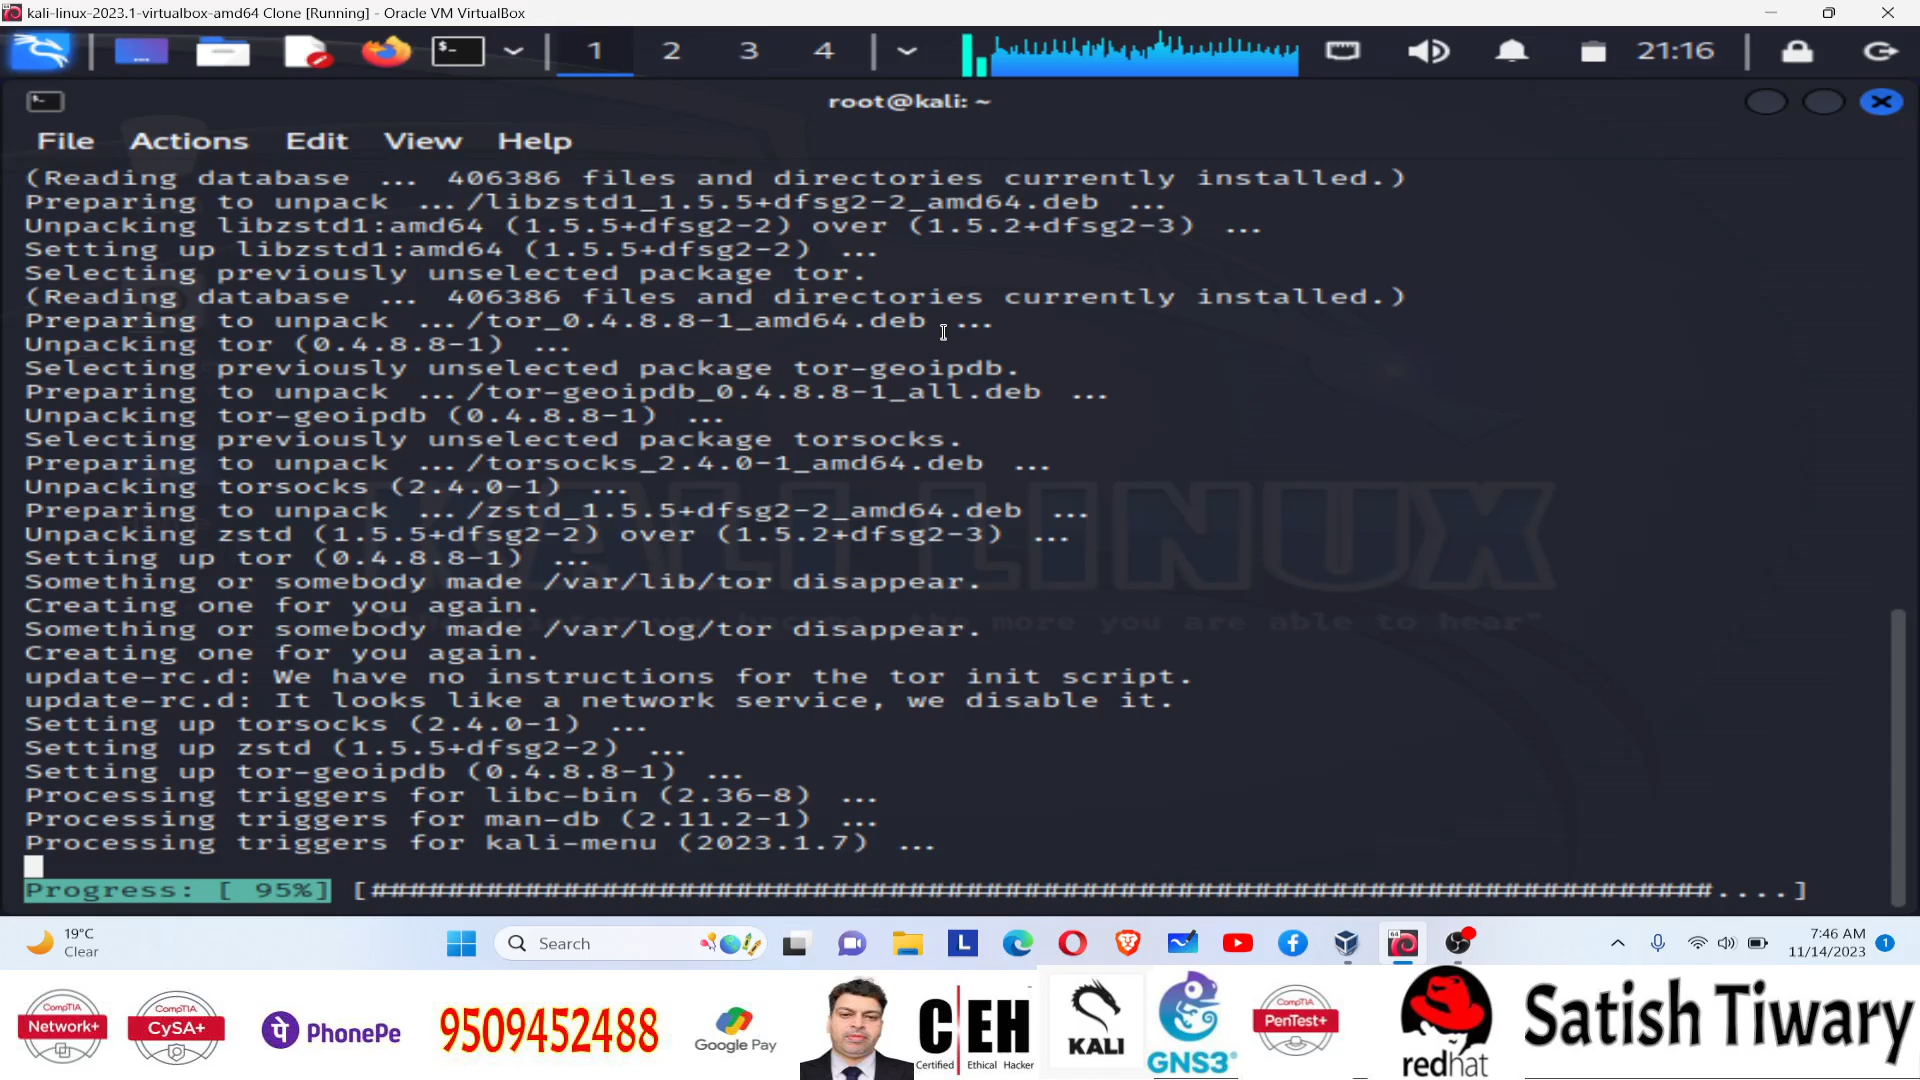 kali-linux-2023.1-virtualbox-amd64 Clone [Running] - Oracle VM VirtualBox
1 2 3 4 21:16
root@kali: ~
File Actions Edit View Help
(Reading database ... 406386 files and directories currently installed.)
Preparing to unpack .../libzstd1_1.5.5+dfsg2-2_amd64.deb ...
Unpacking libzstd1:amd64 (1.5.5+dfsg2-2) over (1.5.2+dfsg2-3) ...
Setting up libzstd1:amd64 (1.5.5+dfsg2-2) ...
Selecting previously unselected package tor.
(Reading database ... 406386 files and directories currently installed.)
Preparing to unpack .../tor_0.4.8.8-1_amd64.deb ...
Unpacking tor (0.4.8.8-1) ...
Selecting previously unselected package tor-geoipdb.
Preparing to unpack .../tor-geoipdb_0.4.8.8-1_all.deb ...
Unpacking tor-geoipdb (0.4.8.8-1) ...
Selecting previously unselected package torsocks.
Preparing to unpack .../torsocks_2.4.0-1_amd64.deb ...
Unpacking torsocks (2.4.0-1) ...
Preparing to unpack .../zstd_1.5.5+dfsg2-2_amd64.deb ...
Unpacking zstd (1.5.5+dfsg2-2) over (1.5.2+dfsg2-3) ...
Setting up tor (0.4.8.8-1) ...
Something or somebody made /var/lib/tor disappear.
Creating one for you again.
Something or somebody made /var/log/tor disappear.
Creating one for you again.
update-rc.d: We have no instructions for the tor init script.
update-rc.d: It looks like a network service, we disable it.
Setting up torsocks (2.4.0-1) ...
Setting up zstd (1.5.5+dfsg2-2) ...
Setting up tor-geoipdb (0.4.8.8-1) ...
Processing triggers for libc-bin (2.36-8) ...
Processing triggers for man-db (2.11.2-1) ...
Processing triggers for kali-menu (2023.1.7) ...
Progress: [ 95%] [######################################################################....]
KALI LINUX
the more you are able to hear"
19°C
Clear
Search
L
64
7:46 AM
11/14/2023
1
CompTIA
Network+
CompTIA
CySA+
PhonePe
9509452488
Google Pay
CEH
Certified Ethical Hacker
KALI
GNS3
CompTIA
PenTest+
redhat
Satish Tiwary